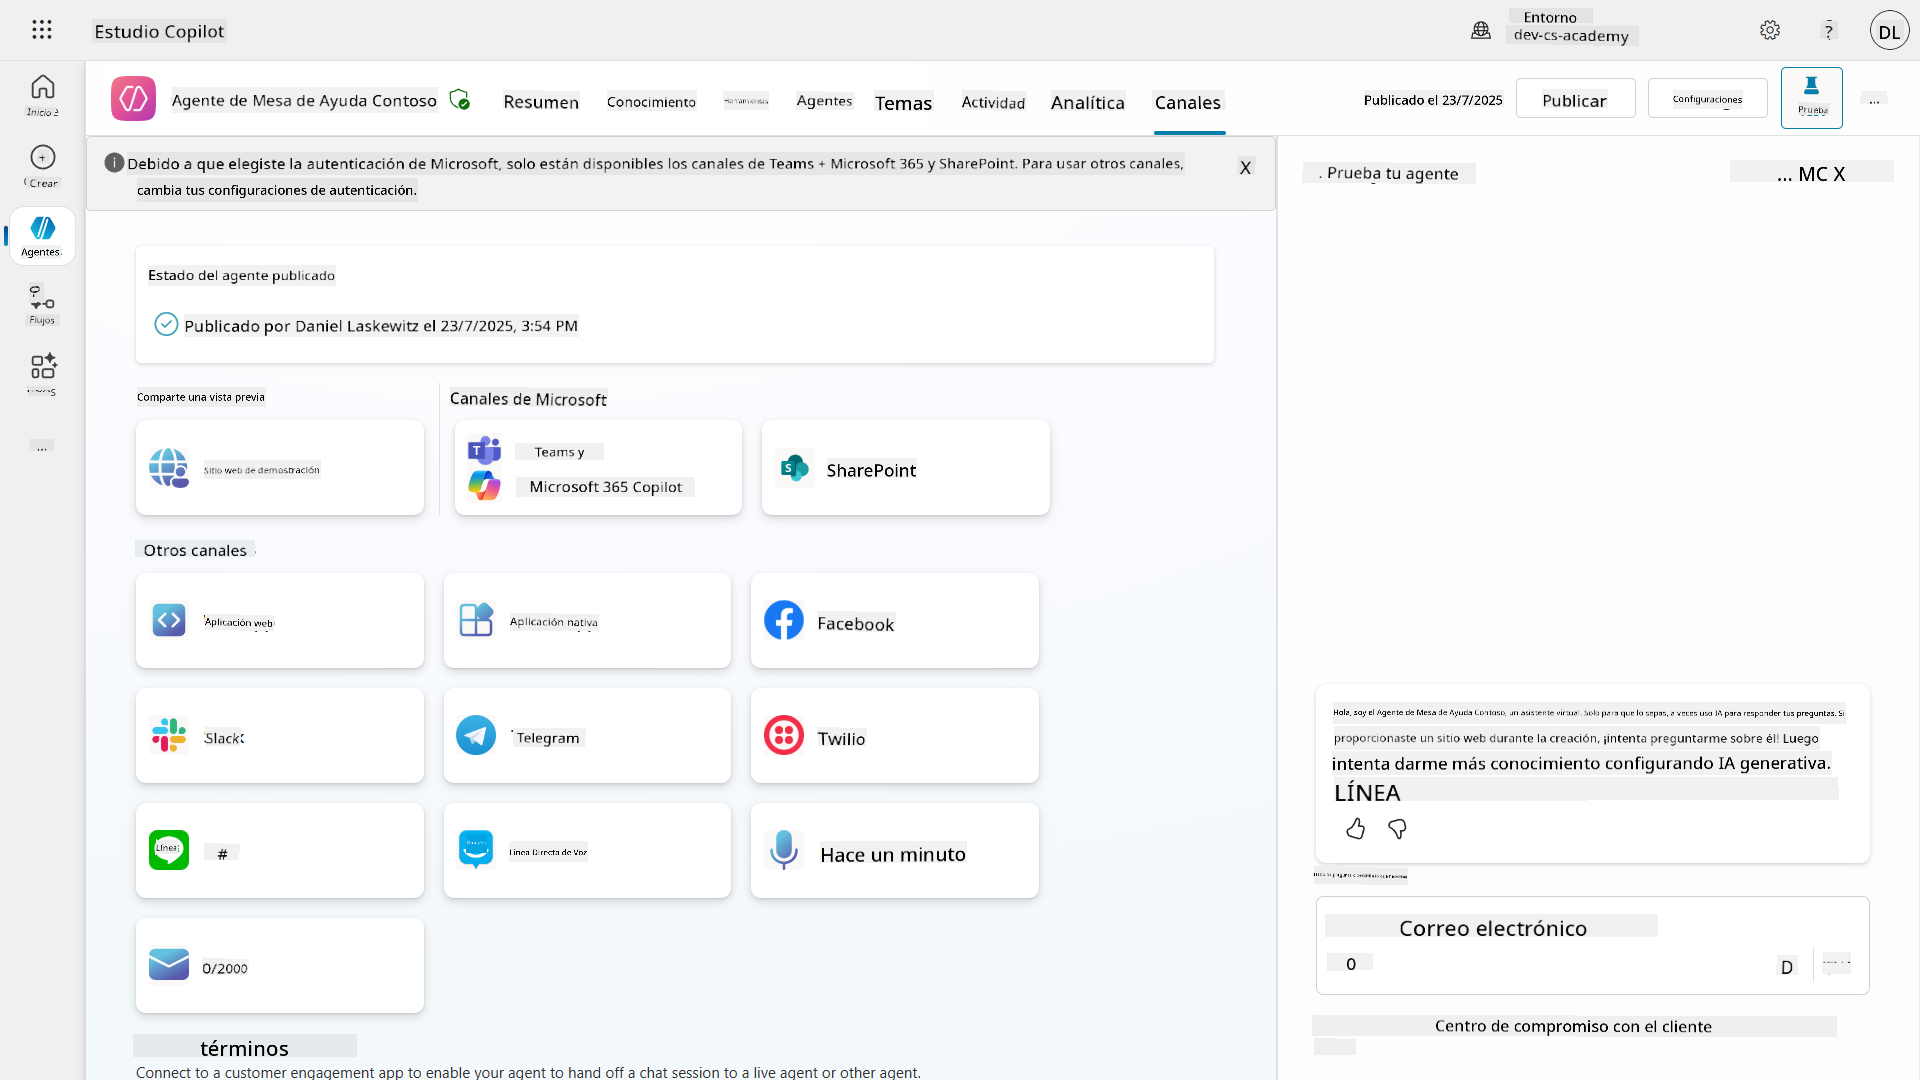 Estudio Copilot
Entorno
dev-cs-academy
?
DL
Inicio
Crear
Agentes
Flujos
...
Agente de Mesa de Ayuda Contoso
Resumen
Conocimiento
Herramientas
Agentes
Temas
Actividad
Analítica
Canales
Publicado el 23/7/2025
Publicar
Configuraciones
Prueba
...
Debido a que elegiste la autenticación de Microsoft, solo están disponibles los canales de Teams + Microsoft 365 y SharePoint. Para usar otros canales,
cambia tus configuraciones de autenticación.
X
Estado del agente publicado
Publicado por Daniel Laskewitz el 23/7/2025, 3:54 PM
Comparte una vista previa
Canales de Microsoft
Sitio web de demostración
Teams y
Microsoft 365 Copilot
SharePoint
Otros canales
Aplicación web
Aplicación nativa
Facebook
Slack
Telegram
Twilio
Línea
#
Línea Directa de Voz
Hace un minuto
0/2000
términos
Connect to a customer engagement app to enable your agent to hand off a chat session to a live agent or other agent.
Prueba tu agente
... MC X
Hola, soy el Agente de Mesa de Ayuda Contoso, un asistente virtual. Solo para que lo sepas, a veces uso IA para responder tus preguntas. Si
proporcionaste un sitio web durante la creación, ¡intenta preguntarme sobre él! Luego
intenta darme más conocimiento configurando IA generativa.
LÍNEA
Correo electrónico
0
D
Centro de compromiso con el cliente